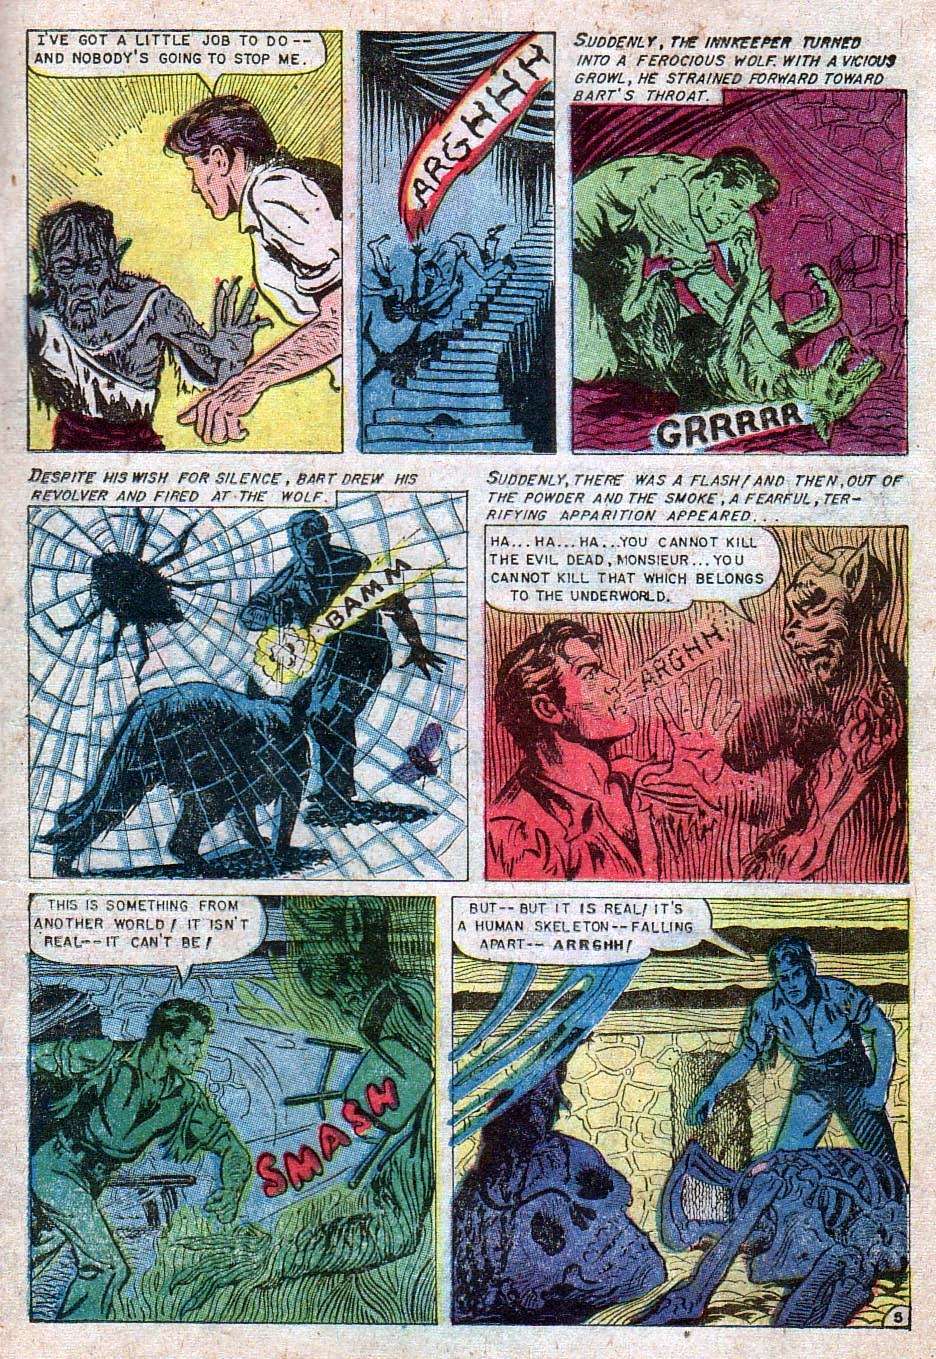 I'VE GOT A LITTLE JOB TO DO--
AND NOBODY'S GOING TO STOP ME.
ARGHHH
SUDDENLY, THE INNKEEPER TURNED
INTO A FEROCIOUS WOLF. WITH A VICIOUS
GROWL, HE STRAINED FORWARD TOWARD
BART'S THROAT.
GRRRRR
DESPITE HIS WISH FOR SILENCE, BART DREW HIS
REVOLVER AND FIRED AT THE WOLF.
BAMM
SUDDENLY, THERE WAS A FLASH! AND THEN, OUT OF
THE POWDER AND THE SMOKE, A FEARFUL, TER-
RIFYING APPARITION APPEARED...
HA... HA... HA... YOU CANNOT KILL
THE EVIL DEAD, MONSIEUR... YOU
CANNOT KILL THAT WHICH BELONGS
TO THE UNDERWORLD.
ARGHH!
THIS IS SOMETHING FROM
ANOTHER WORLD! IT ISN'T
REAL-- IT CAN'T BE!
SMASH
BUT-- BUT IT IS REAL! IT'S
A HUMAN SKELETON-- FALLING
APART-- ARRGHH!
5